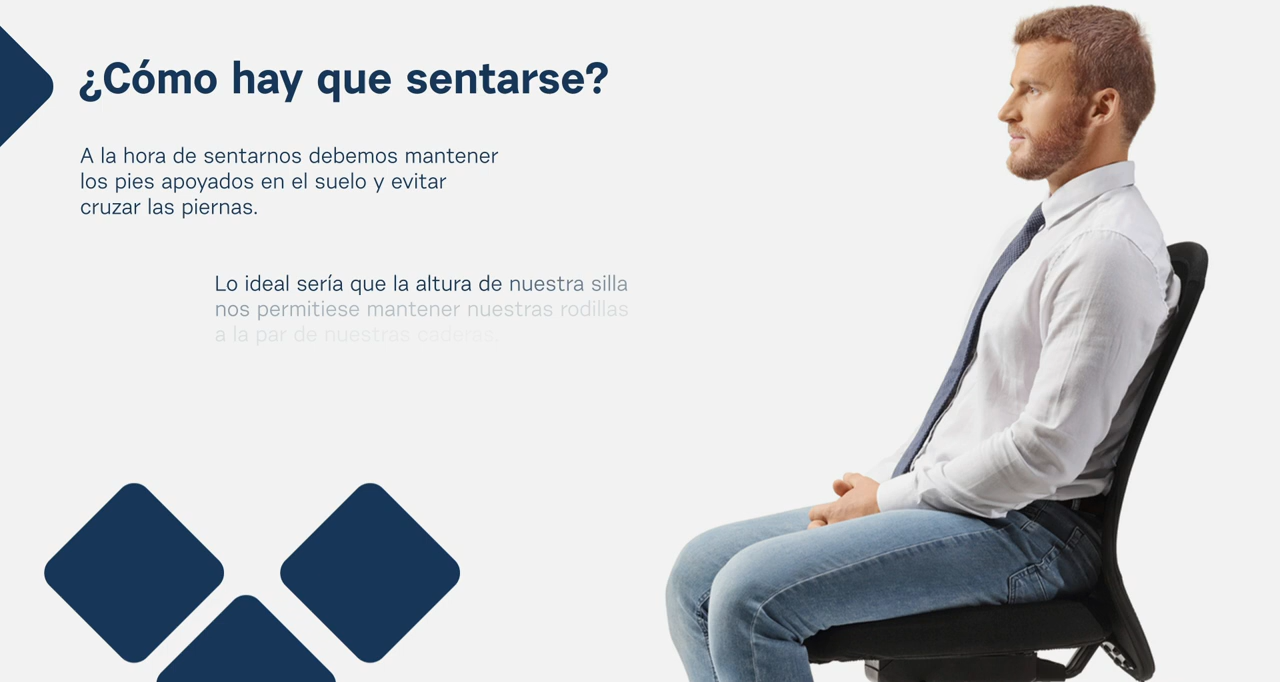 ¿Cómo hay que sentarse?
A la hora de sentarnos debemos mantener
los pies apoyados en el suelo y evitar
cruzar las piernas.
Lo ideal sería que la altura de nuestra silla
nos permitiese mantener nuestras rodillas
a la par de nuestras caderas.